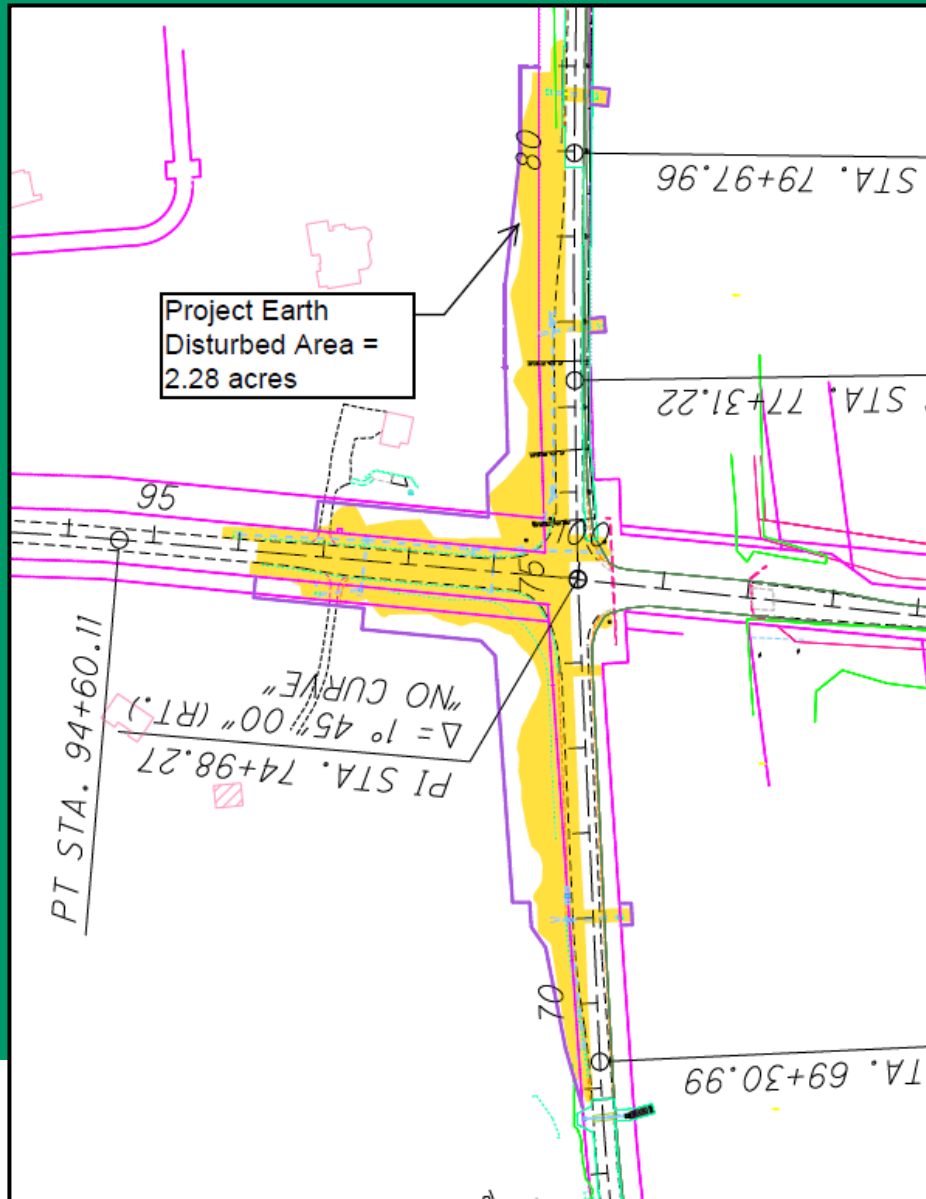 80
STA. 79+97.96
Project Earth
Disturbed Area =
2.28 acres
STA. 77+31.22
95
100
75
PT STA. 94+60.11
PI STA. 74+98.27
Δ = 1° 45' 00" (RT.)
"NO CURVE"
70
TA. 69+30.99